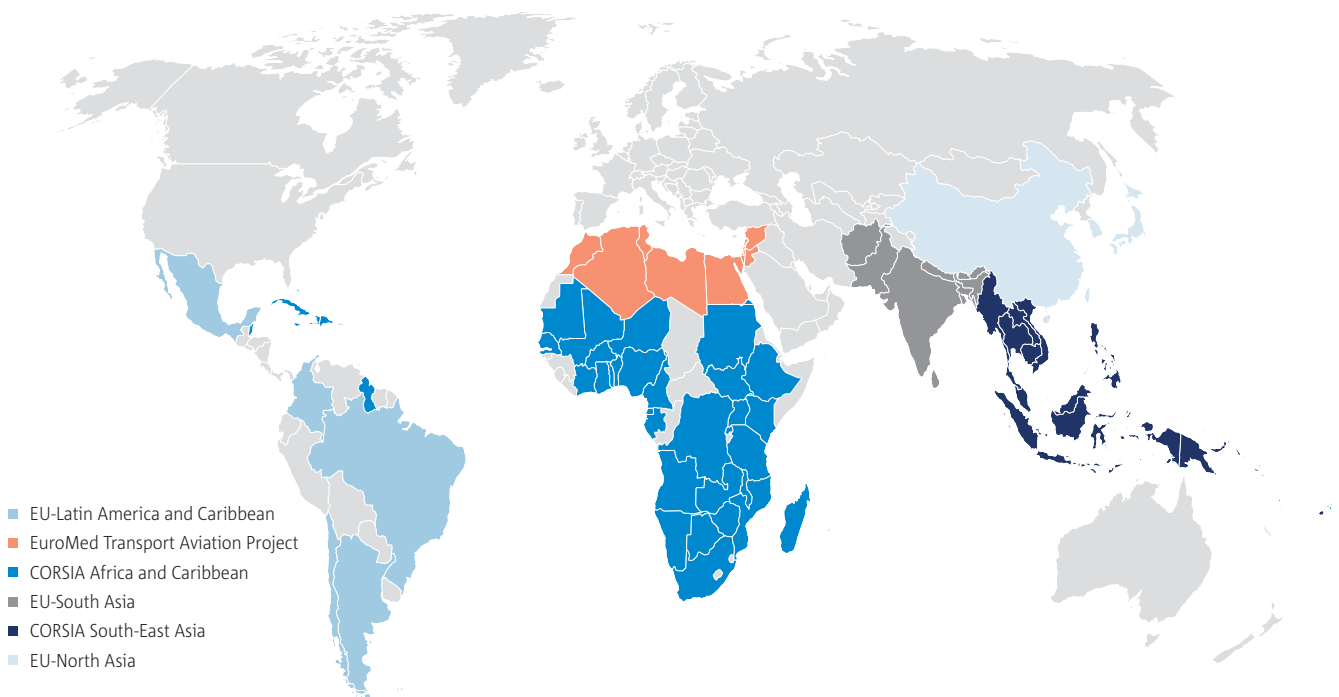 EU-Latin America and Caribbean
EuroMed Transport Aviation Project
CORSIA Africa and Caribbean
EU-South Asia
CORSIA South-East Asia
EU-North Asia